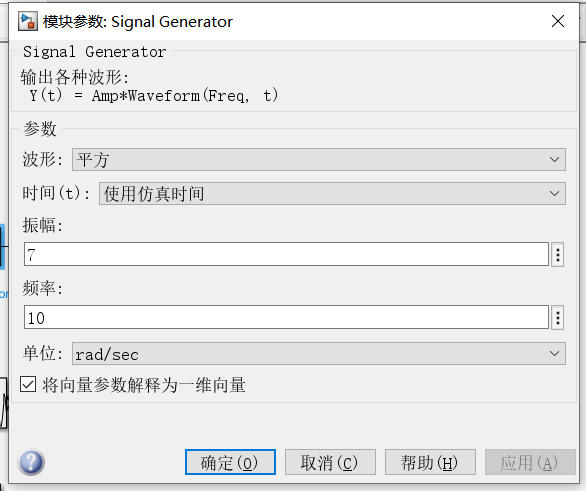 模块参数: Signal Generator
Signal Generator
输出各种波形:
Y(t) = Amp*Waveform(Freq, t)
参数
波形: 平方
时间(t): 使用仿真时间
振幅:
7
频率:
10
单位: rad/sec
将向量参数解释为一维向量
确定(O) 取消(C) 帮助(H) 应用(A)